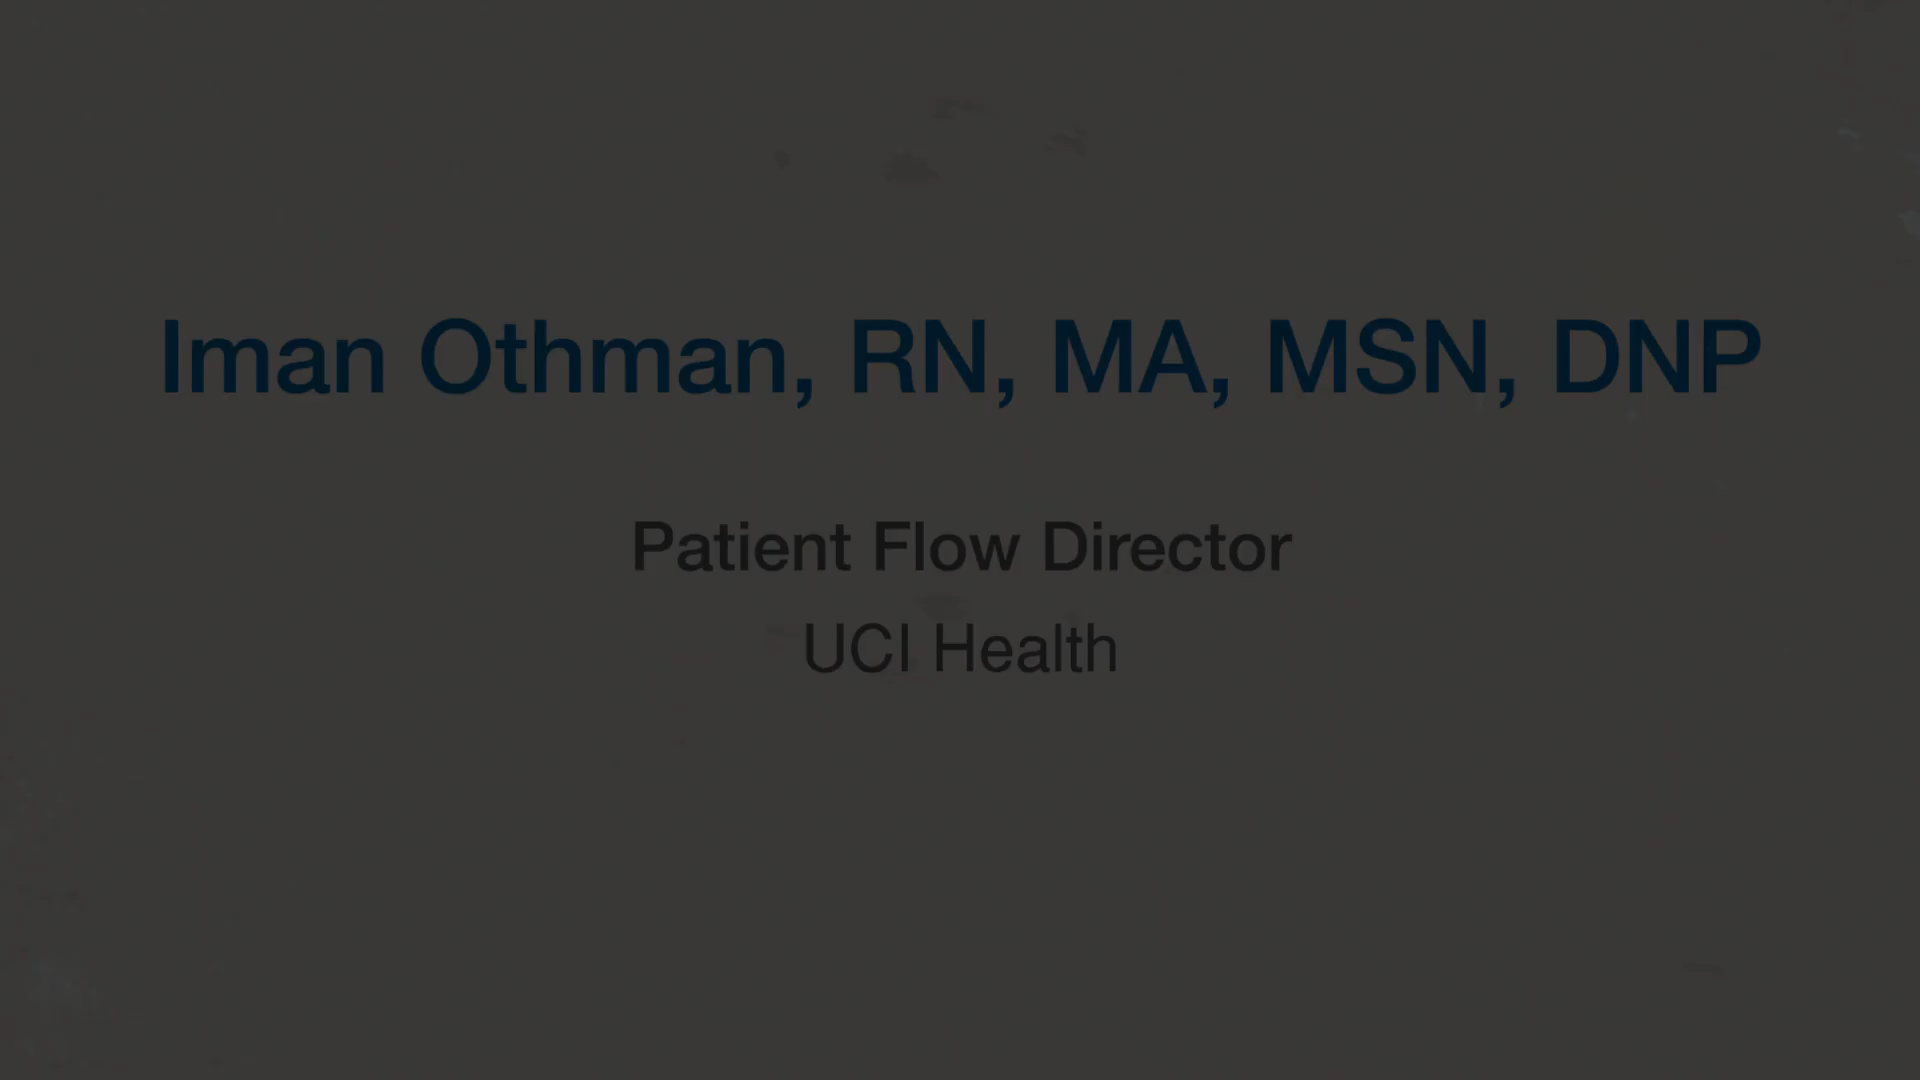 Iman Othman, RN, MA, MSN, DNP
Patient Flow Director
UCI Health